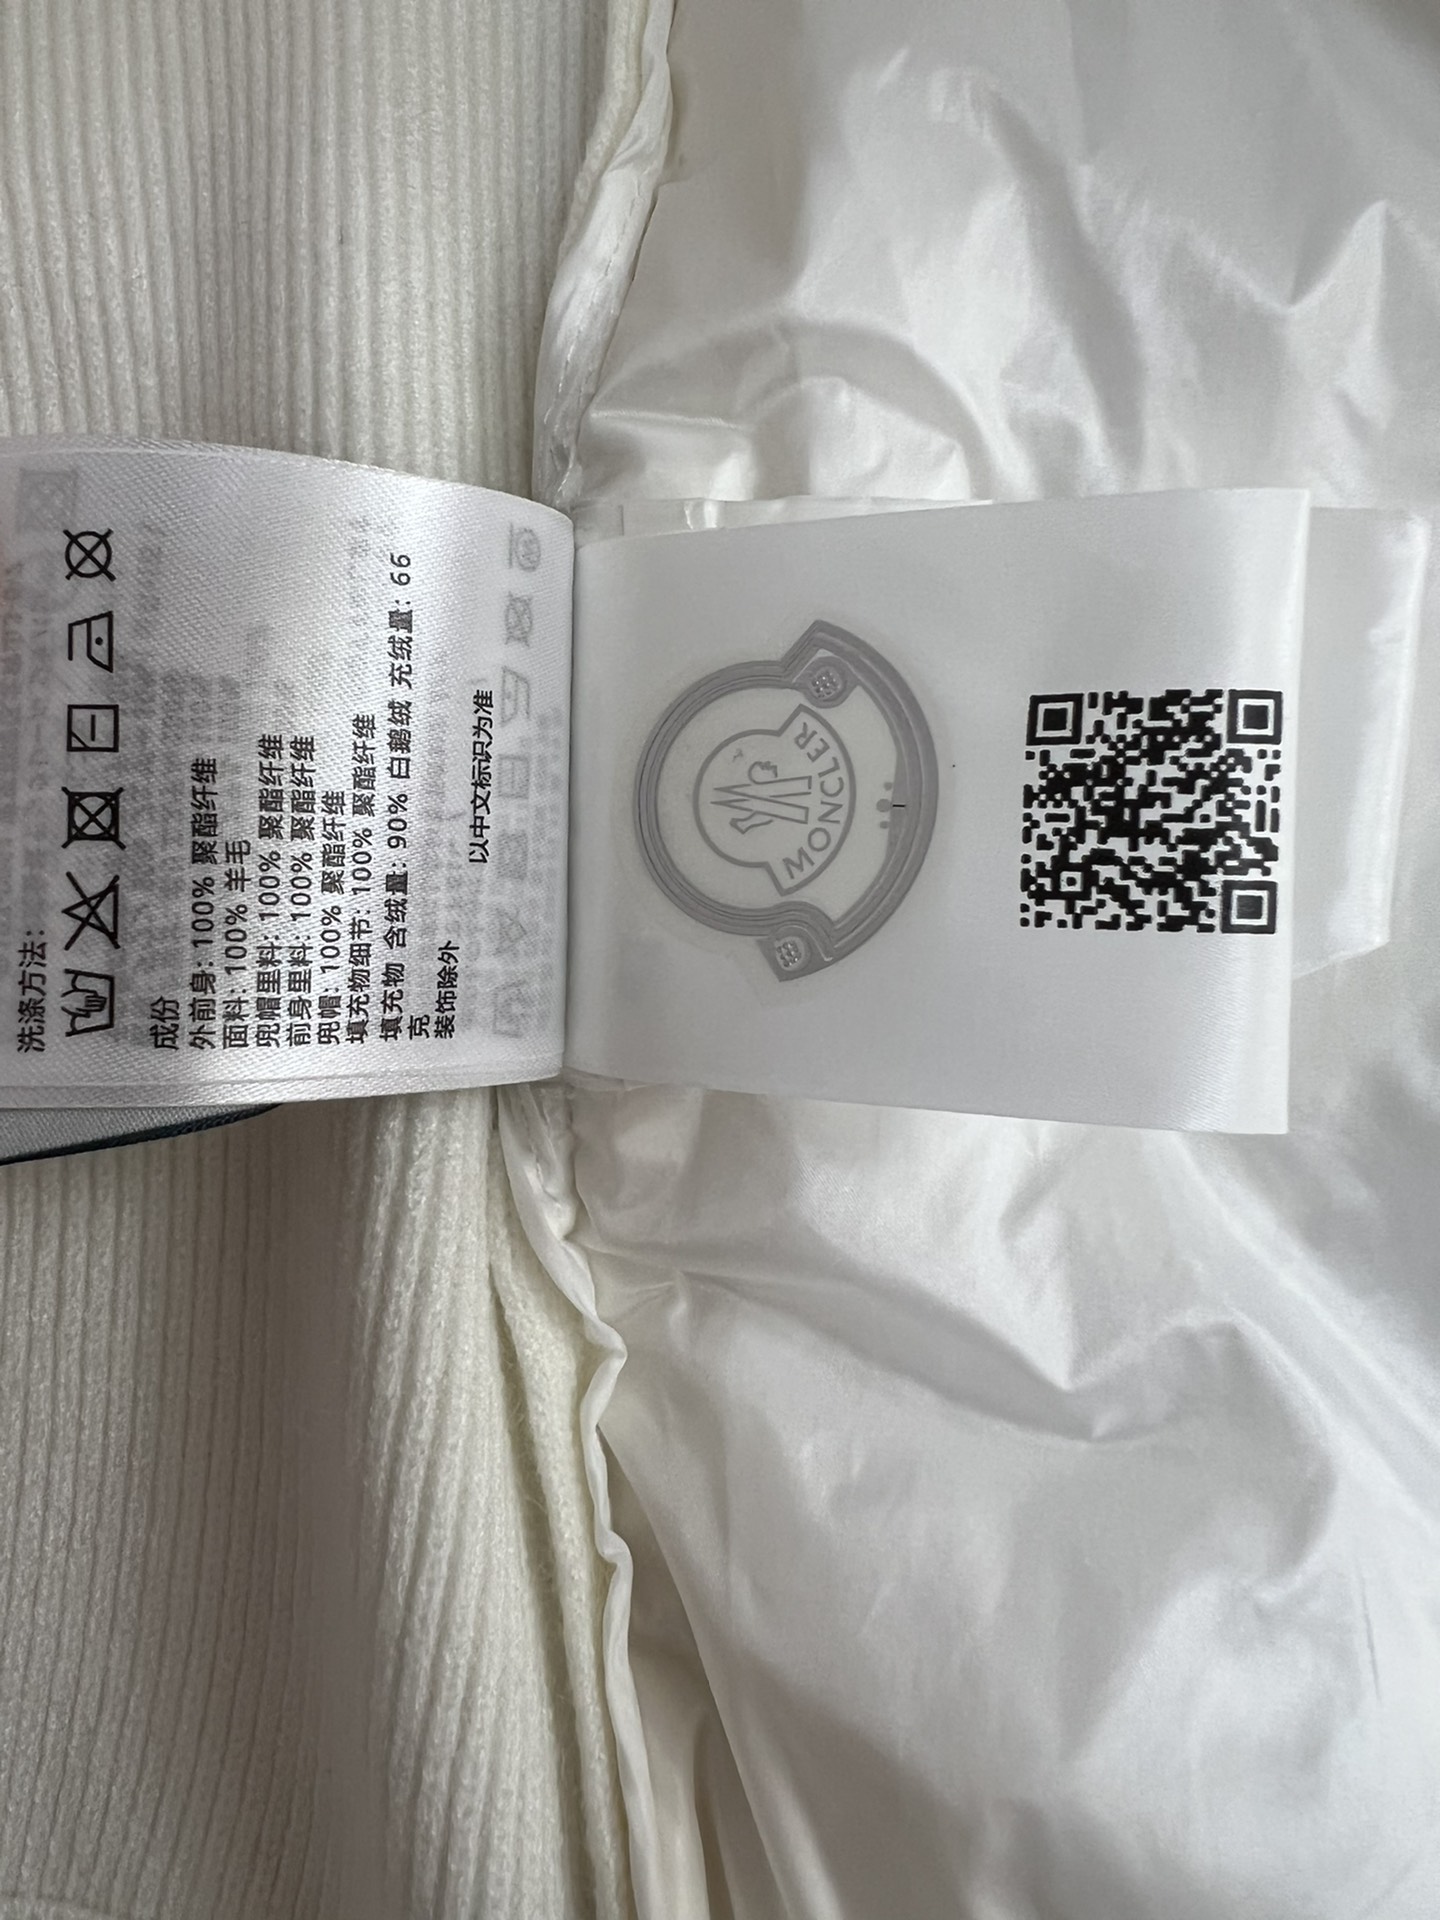 洗涤方法：
成份
外前身：100% 聚酯纤维
面料：100% 羊毛
兜帽里料：100% 聚酯纤维
前身里料：100% 聚酯纤维
兜帽：100% 聚酯纤维
填充物细节：100% 聚酯纤维
填充物 含绒量：90% 白鹅绒 充绒量：66
克
装饰除外
以中文标识为准
MONCLER